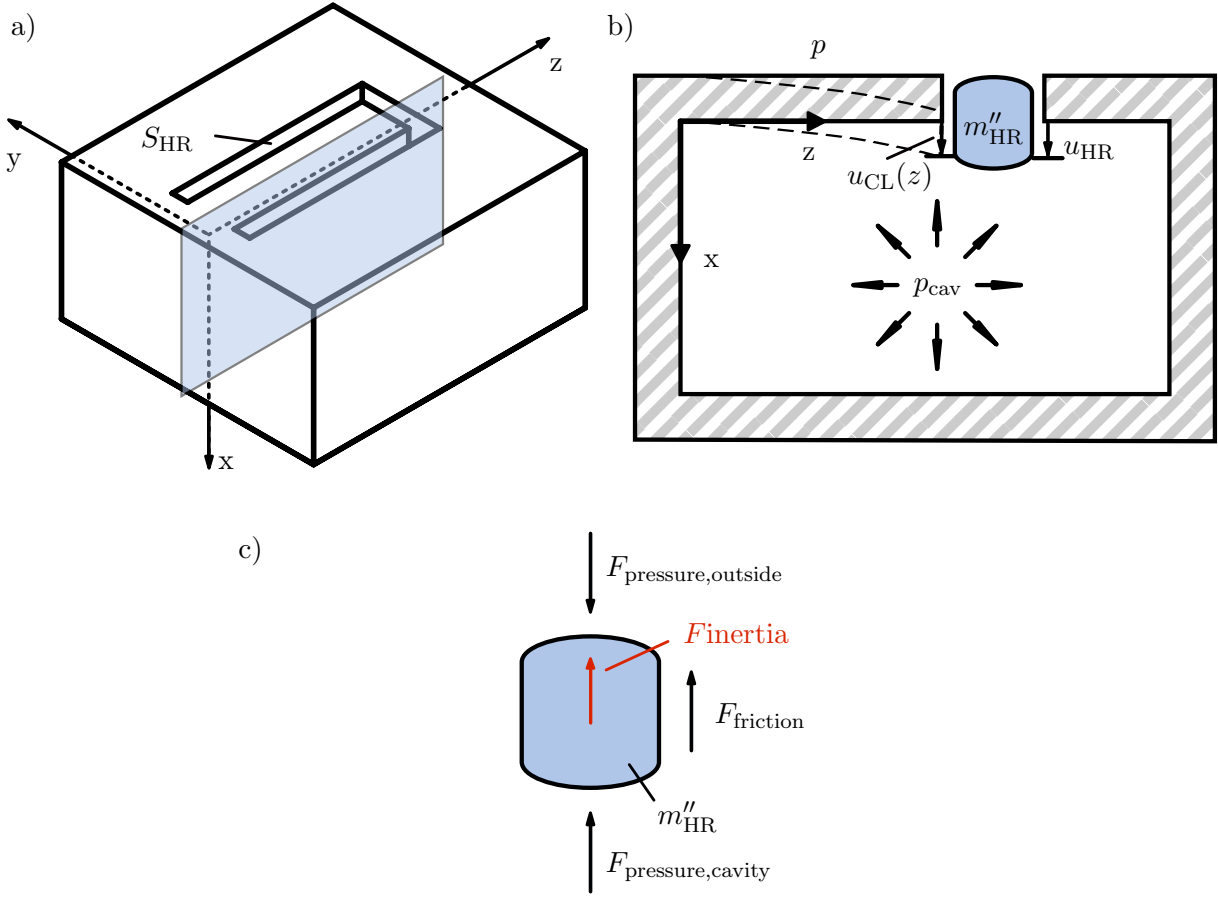 a)
z
S_HR
y
x
b)
p
m''_HR
z
u_HR
u_CL(z)
x
p_cav
c)
F_pressure,outside
Finertia
F_friction
m''_HR
F_pressure,cavity